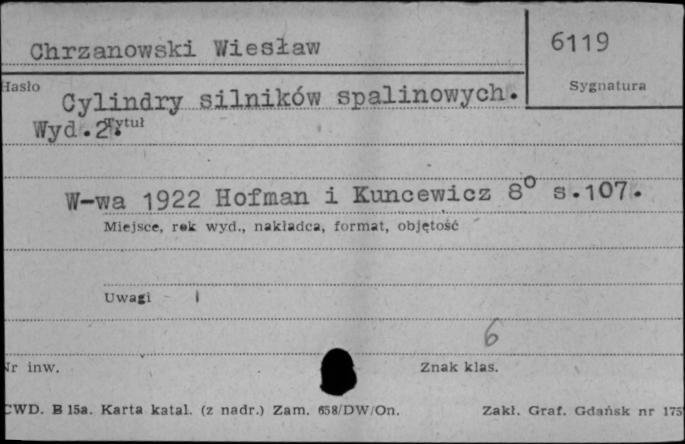 Chrzanowski Wiesław
6119
Hasło
Sygnatura
Cylindry silników spalinowych.
Tytuł
Wyd.2.
W-wa 1922 Hofman i Kuncewicz 8° s.107.
Miejsce, rok wyd., nakładca, format, objętość
Uwagi
6
Nr inw.
Znak klas.
CWD. B 15a. Karta katal. (z nadr.) Zam. 658/DW/On.
Zakł. Graf. Gdańsk nr 175